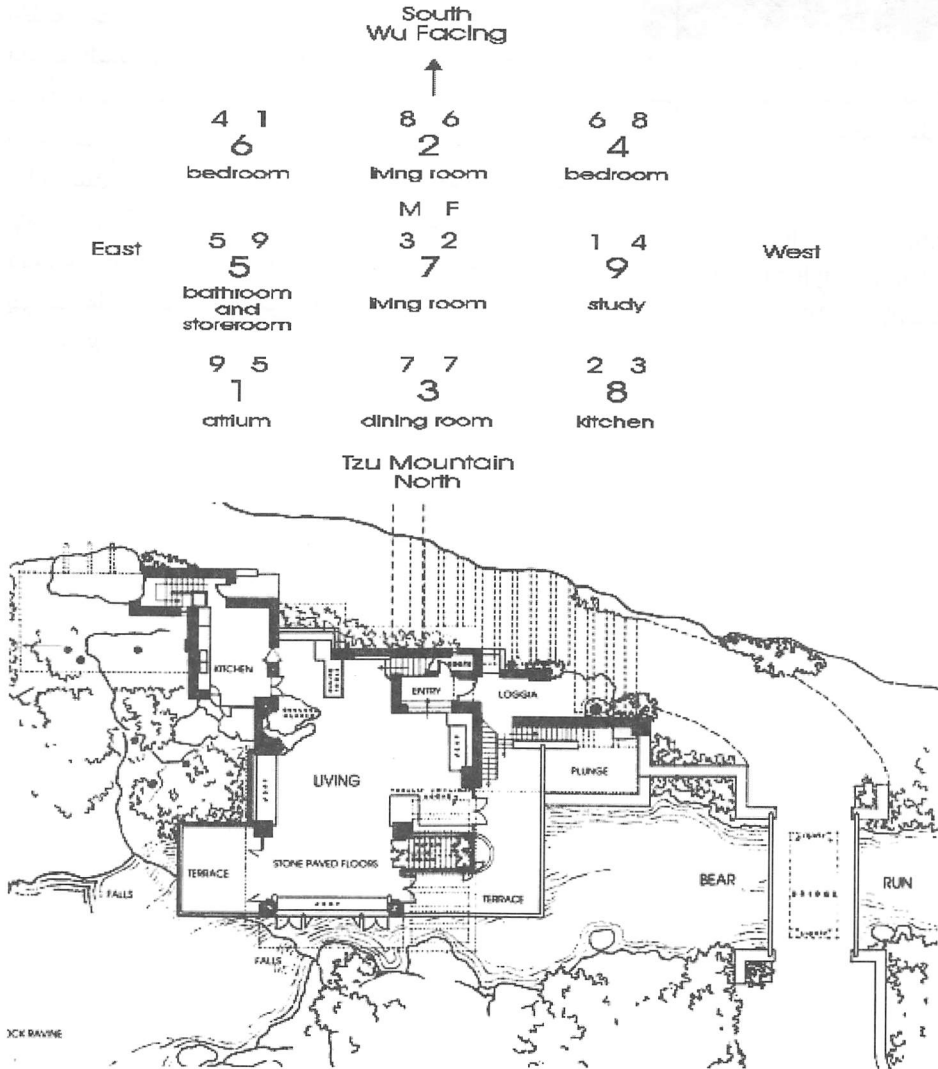 South
Wu Facing
4 1 8 6 6 8
6 2 4
bedroom living room bedroom
M F
East 5 9 3 2 1 4 West
5 7 9
bathroom living room study
and
storeroom
9 5 7 7 2 3
1 3 8
atrium dining room kitchen
Tzu Mountain
North
KITCHEN
ENTRY
LOGGIA
LIVING
PLUNGE
TERRACE
STONE PAVED FLOORS
TERRACE
BEAR
BRIDGE
RUN
FALLS
FALLS
OCK RAVINE